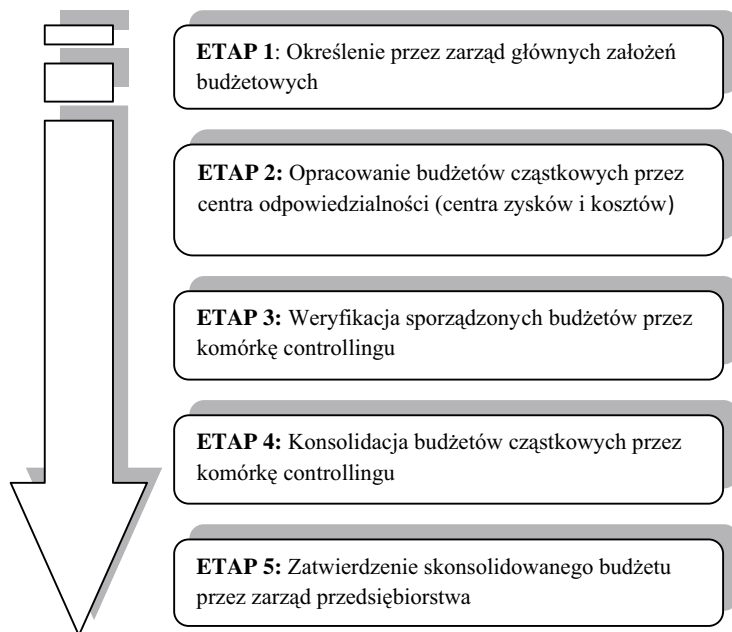 ETAP 1: Określenie przez zarząd głównych założeń
budżetowych
ETAP 2: Opracowanie budżetów cząstkowych przez
centra odpowiedzialności (centra zysków i kosztów)
ETAP 3: Weryfikacja sporządzonych budżetów przez
komórkę controllingu
ETAP 4: Konsolidacja budżetów cząstkowych przez
komórkę controllingu
ETAP 5: Zatwierdzenie skonsolidowanego budżetu
przez zarząd przedsiębiorstwa